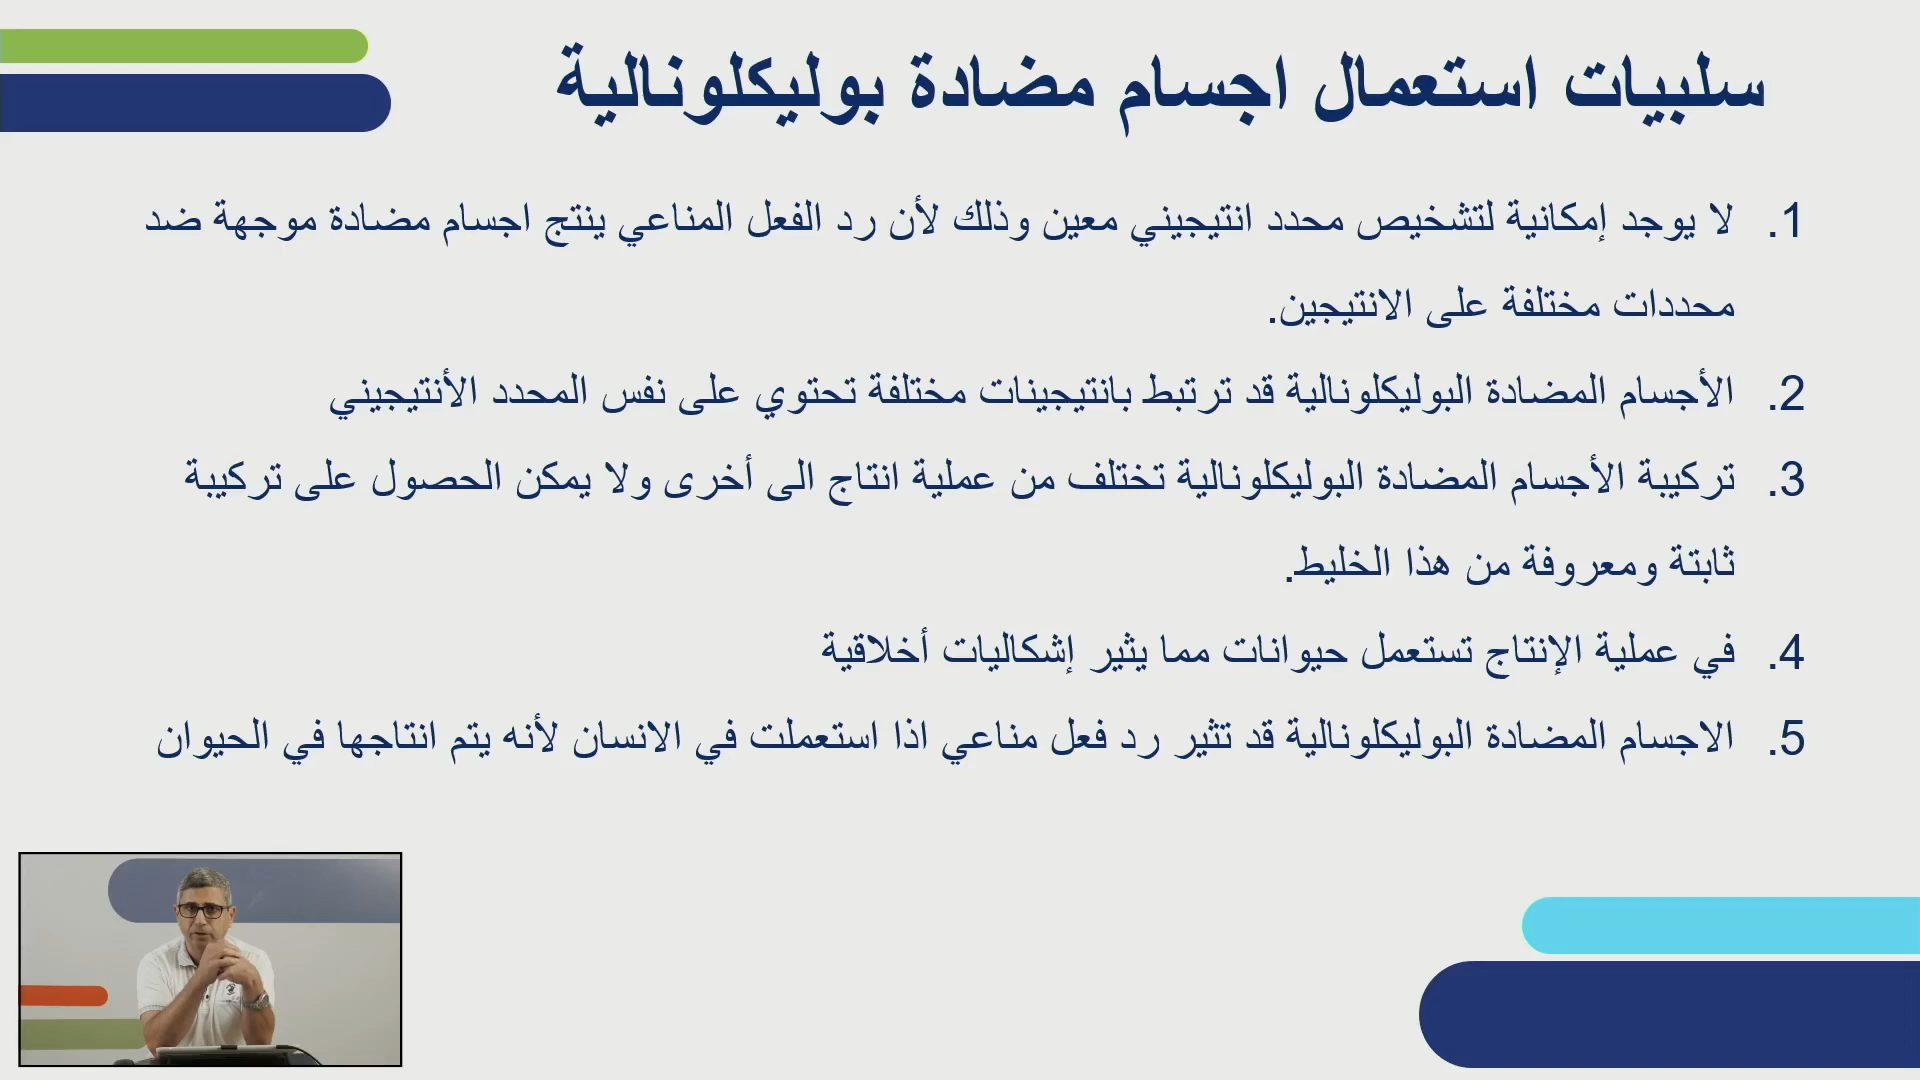 سلبيات استعمال اجسام مضادة بوليكلونالية
1. لا يوجد إمكانية لتشخيص محدد انتيجيني معين وذلك لأن رد الفعل المناعي ينتج اجسام مضادة موجهة ضد
محددات مختلفة على الانتيجين.
2. الأجسام المضادة البوليكلونالية قد ترتبط بانتيجينات مختلفة تحتوي على نفس المحدد الأنتيجيني
3. تركيبة الأجسام المضادة البوليكلونالية تختلف من عملية انتاج الى أخرى ولا يمكن الحصول على تركيبة
ثابتة ومعروفة من هذا الخليط.
4. في عملية الإنتاج تستعمل حيوانات مما يثير إشكاليات أخلاقية
5. الاجسام المضادة البوليكلونالية قد تثير رد فعل مناعي اذا استعملت في الانسان لأنه يتم انتاجها في الحيوان